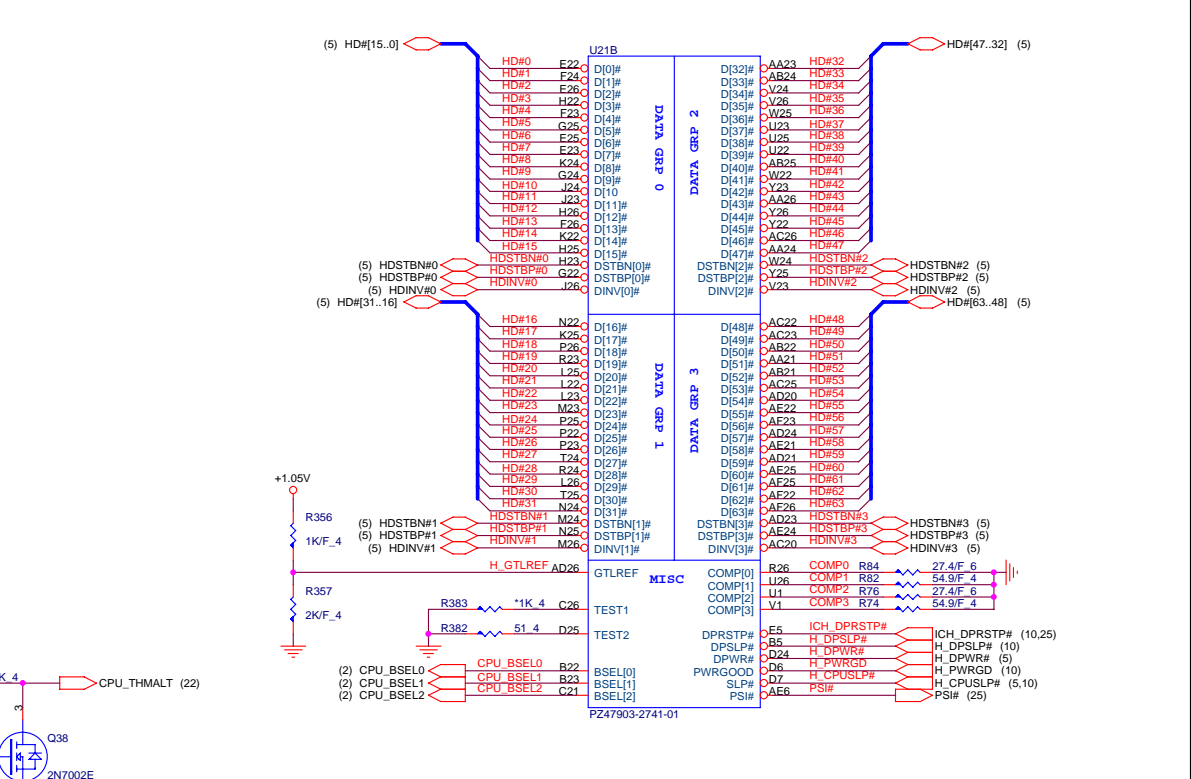 (5) HD#[15..0] HD#[47..32] (5)
U21B
HD#0 E22 D[0]# D[32]# AA23 HD#32
HD#1 F24 D[1]# D[33]# AB24 HD#33
HD#2 E26 D[2]# D[34]# V24 HD#34
HD#3 H22 D[3]# D[35]# V26 HD#35
HD#4 F23 D[4]# D[36]# W25 HD#36
HD#5 G25 D[5]# D[37]# U23 HD#37
HD#6 E25 D[6]# D[38]# U25 HD#38
HD#7 E23 D[7]# D[39]# U22 HD#39
HD#8 K24 D[8]# D[40]# AB25 HD#40
HD#9 G24 D[9]# D[41]# W22 HD#41
HD#10 J24 D[10 D[42]# Y23 HD#42
HD#11 J23 D[11]# D[43]# AA26 HD#43
HD#12 H26 D[12]# D[44]# Y26 HD#44
HD#13 F26 D[13]# D[45]# Y22 HD#45
HD#14 K22 D[14]# D[46]# AC26 HD#46
HD#15 H25 D[15]# D[47]# AA24 HD#47
DATA GRP 0
DATA GRP 2
(5) HDSTBN#0 HDSTBN#0 H23 DSTBN[0]# DSTBN[2]# W24 HDSTBN#2 HDSTBN#2 (5)
(5) HDSTBP#0 HDSTBP#0 G22 DSTBP[0]# DSTBP[2]# Y25 HDSTBP#2 HDSTBP#2 (5)
(5) HDINV#0 HDINV#0 J26 DINV[0]# DINV[2]# V23 HDINV#2 HDINV#2 (5)
(5) HD#[31..16] HD#[63..48] (5)
HD#16 N22 D[16]# D[48]# AC22 HD#48
HD#17 K25 D[17]# D[49]# AC23 HD#49
HD#18 P26 D[18]# D[50]# AB22 HD#50
HD#19 R23 D[19]# D[51]# AA21 HD#51
HD#20 L25 D[20]# D[52]# AB21 HD#52
HD#21 L22 D[21]# D[53]# AC25 HD#53
HD#22 L23 D[22]# D[54]# AD20 HD#54
HD#23 M23 D[23]# D[55]# AE22 HD#55
HD#24 P25 D[24]# D[56]# AF23 HD#56
HD#25 P22 D[25]# D[57]# AD24 HD#57
HD#26 P23 D[26]# D[58]# AE21 HD#58
HD#27 T24 D[27]# D[59]# AD21 HD#59
HD#28 R24 D[28]# D[60]# AE25 HD#60
HD#29 L26 D[29]# D[61]# AF25 HD#61
HD#30 T25 D[30]# D[62]# AF22 HD#62
HD#31 N24 D[31]# D[63]# AF26 HD#63
DATA GRP 1
DATA GRP 3
(5) HDSTBN#1 HDSTBN#1 M24 DSTBN[1]# DSTBN[3]# AD23 HDSTBN#3 HDSTBN#3 (5)
(5) HDSTBP#1 HDSTBP#1 N25 DSTBP[1]# DSTBP[3]# AE24 HDSTBP#3 HDSTBP#3 (5)
(5) HDINV#1 HDINV#1 M26 DINV[1]# DINV[3]# AC20 HDINV#3 HDINV#3 (5)
+1.05V
R356
1K/F_4
H_GTLREF AD26 GTLREF MISC COMP[0] R26 COMP0 R84 27.4/F_6
COMP[1] U26 COMP1 R82 54.9/F_4
COMP[2] U1 COMP2 R76 27.4/F_6
COMP[3] V1 COMP3 R74 54.9/F_4
R357
2K/F_4
R383 *1K_4 C26 TEST1
R382 51_4 D25 TEST2
DPRSTP# E5 ICH_DPRSTP# ICH_DPRSTP# (10,25)
DPSLP# B5 H_DPSLP# H_DPSLP# (10)
DPWR# D24 H_DPWR# H_DPWR# (5)
PWRGOOD D6 H_PWRGD H_PWRGD (10)
SLP# D7 H_CPUSLP# H_CPUSLP# (5,10)
PSI# AE6 PSI# PSI# (25)
(2) CPU_BSEL0 CPU_BSEL0 B22 BSEL[0]
(2) CPU_BSEL1 CPU_BSEL1 B23 BSEL[1]
(2) CPU_BSEL2 CPU_BSEL2 C21 BSEL[2]
PZ47903-2741-01
K_4 CPU_THMALT (22)
3
Q38
2N7002E